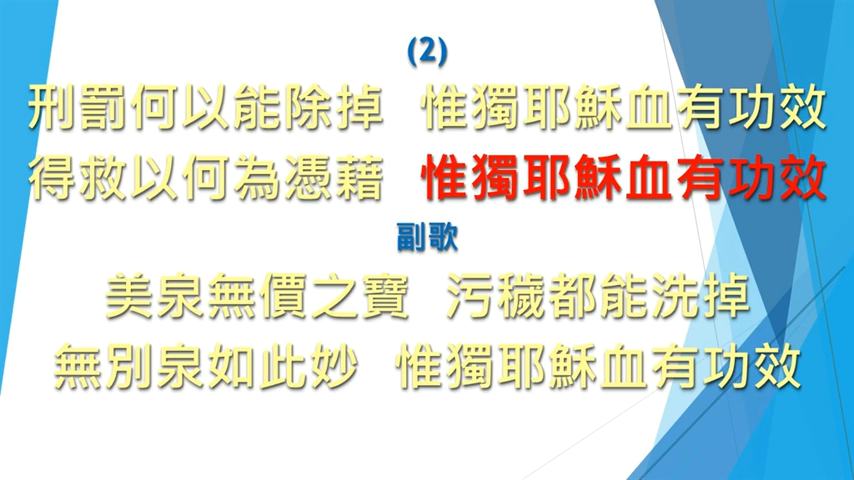 (2)
刑罰何以能除掉 惟獨耶穌血有功效
得救以何為憑藉 惟獨耶穌血有功效
副歌
美泉無價之寶 污穢都能洗掉
無別泉如此妙 惟獨耶穌血有功效